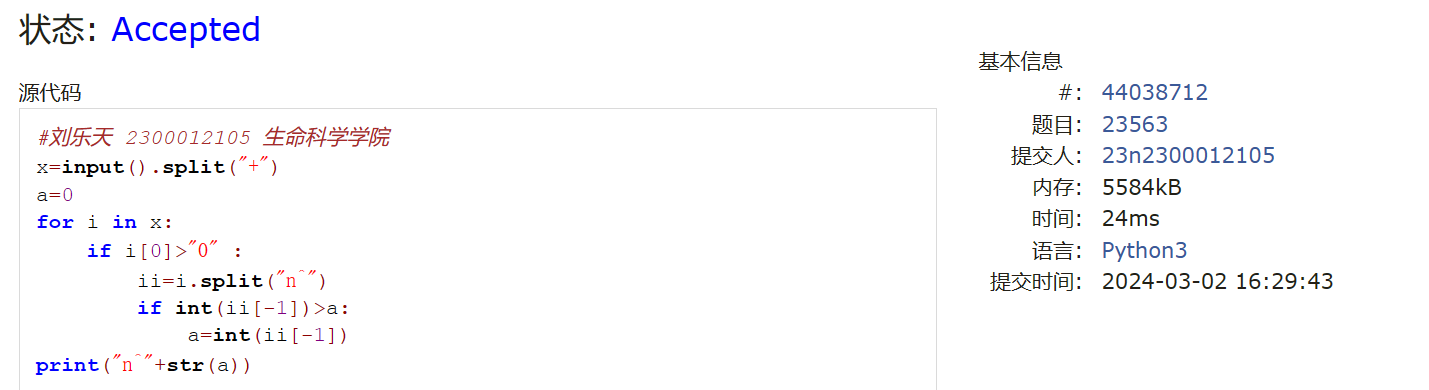 状态: Accepted
源代码
#刘乐天 2300012105 生命科学学院
x=input().split("+")
a=0
for i in x:
    if i[0]>"0" :
        ii=i.split("n^")
        if int(ii[-1])>a:
            a=int(ii[-1])
print("n^"+str(a))
基本信息
#: 44038712
题目: 23563
提交人: 23n2300012105
内存: 5584kB
时间: 24ms
语言: Python3
提交时间: 2024-03-02 16:29:43